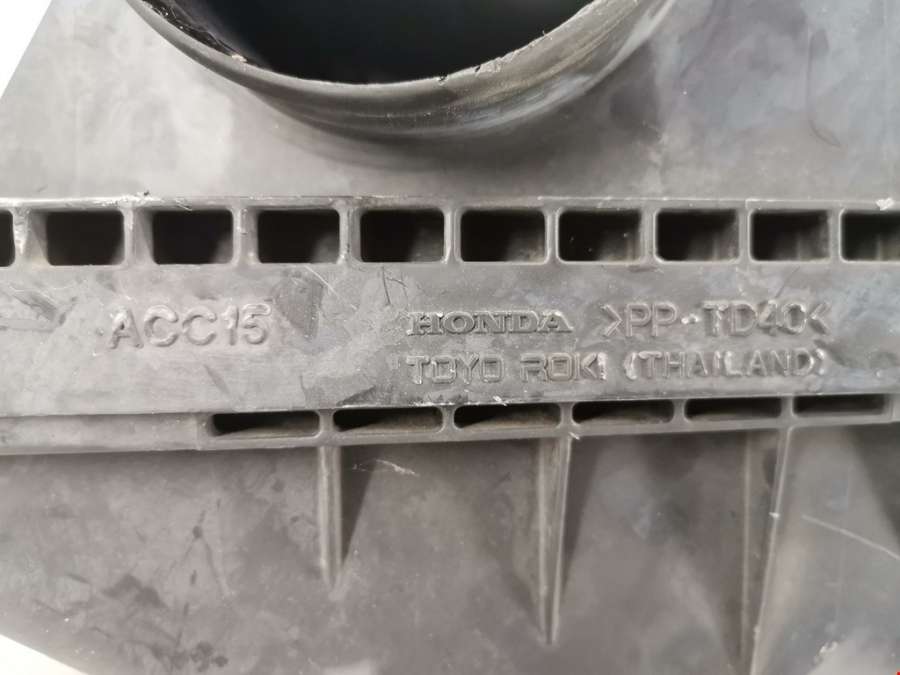 ACC15
HONDA >PP-TD40<
TOYO ROKI (THAILAND)